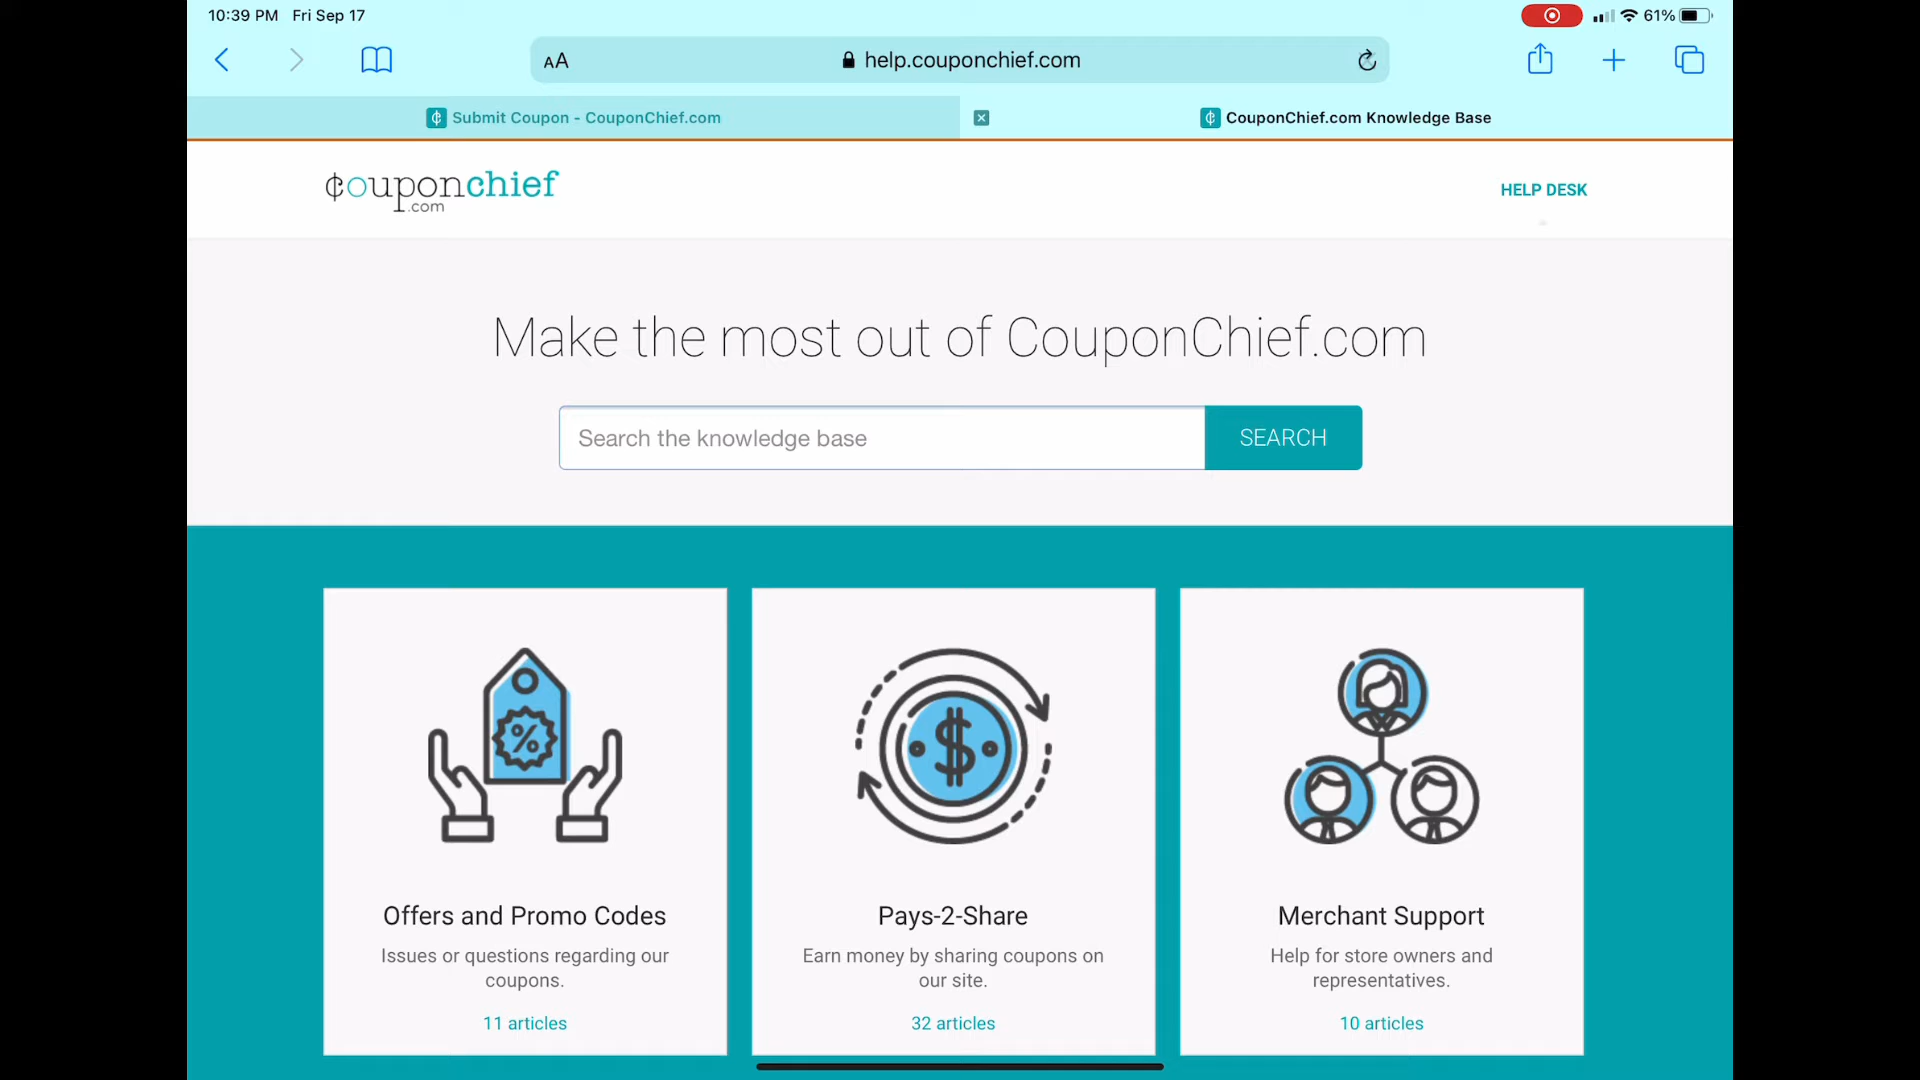 10:39 PM Fri Sep 17
61%
AA
help.couponchief.com
Submit Coupon - CouponChief.com
CouponChief.com Knowledge Base
¢ouponchief
.com
HELP DESK
Make the most out of CouponChief.com
Search the knowledge base
SEARCH
Offers and Promo Codes
Issues or questions regarding our
coupons.
11 articles
Pays-2-Share
Earn money by sharing coupons on
our site.
32 articles
Merchant Support
Help for store owners and
representatives.
10 articles